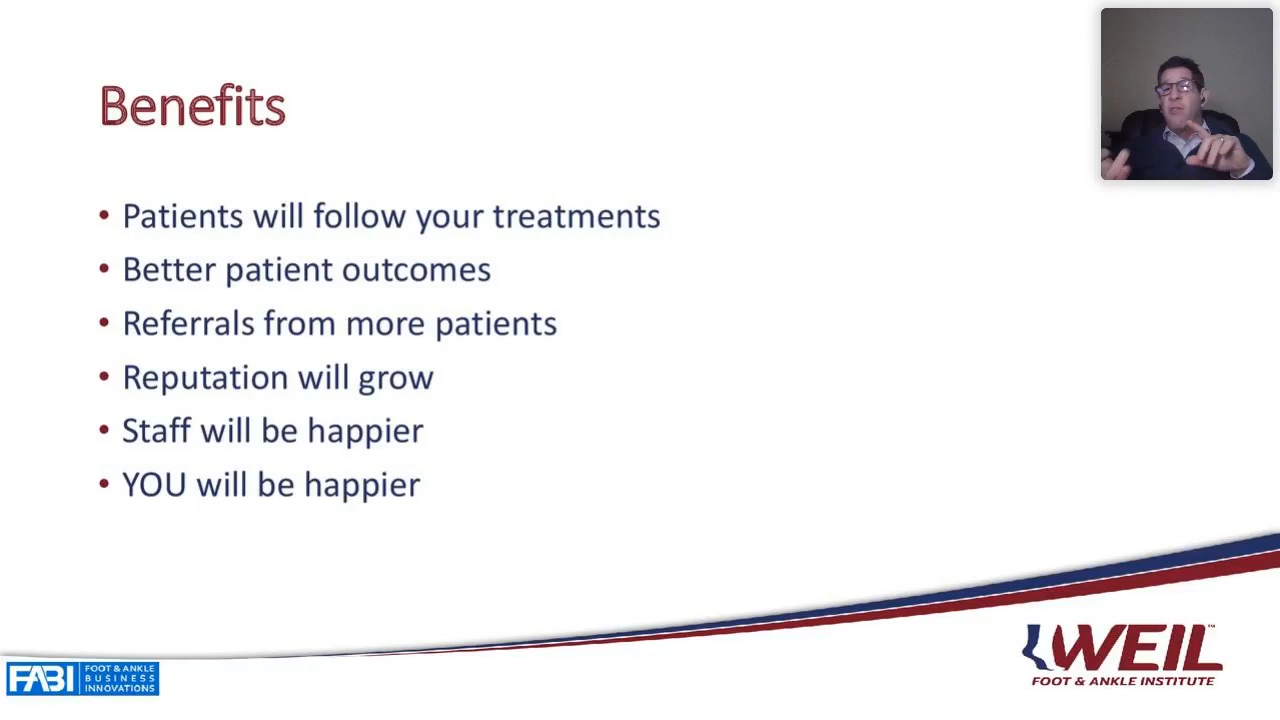 Benefits
• Patients will follow your treatments
• Better patient outcomes
• Referrals from more patients
• Reputation will grow
• Staff will be happier
• YOU will be happier
WEIL™
FOOT & ANKLE INSTITUTE
FABI
FOOT & ANKLE
BUSINESS
INNOVATIONS